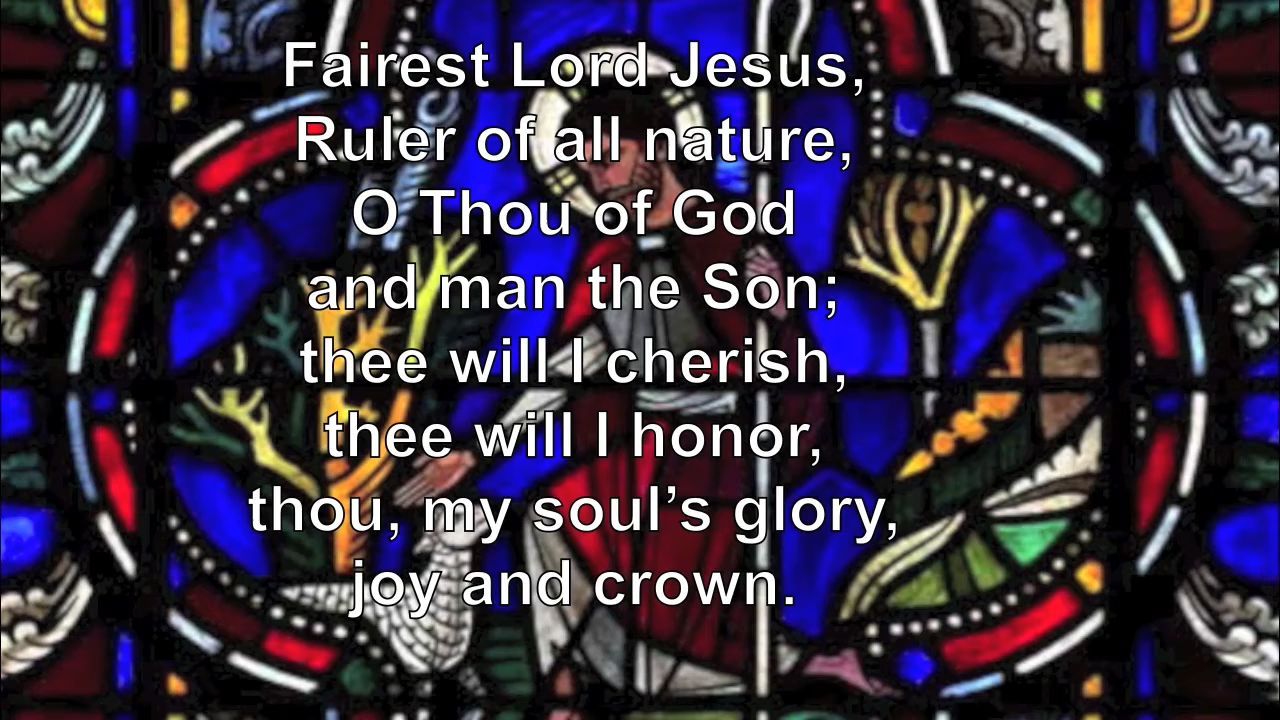 Fairest Lord Jesus,
Ruler of all nature,
O Thou of God
and man the Son;
thee will I cherish,
thee will I honor,
thou, my soul’s glory,
joy and crown.